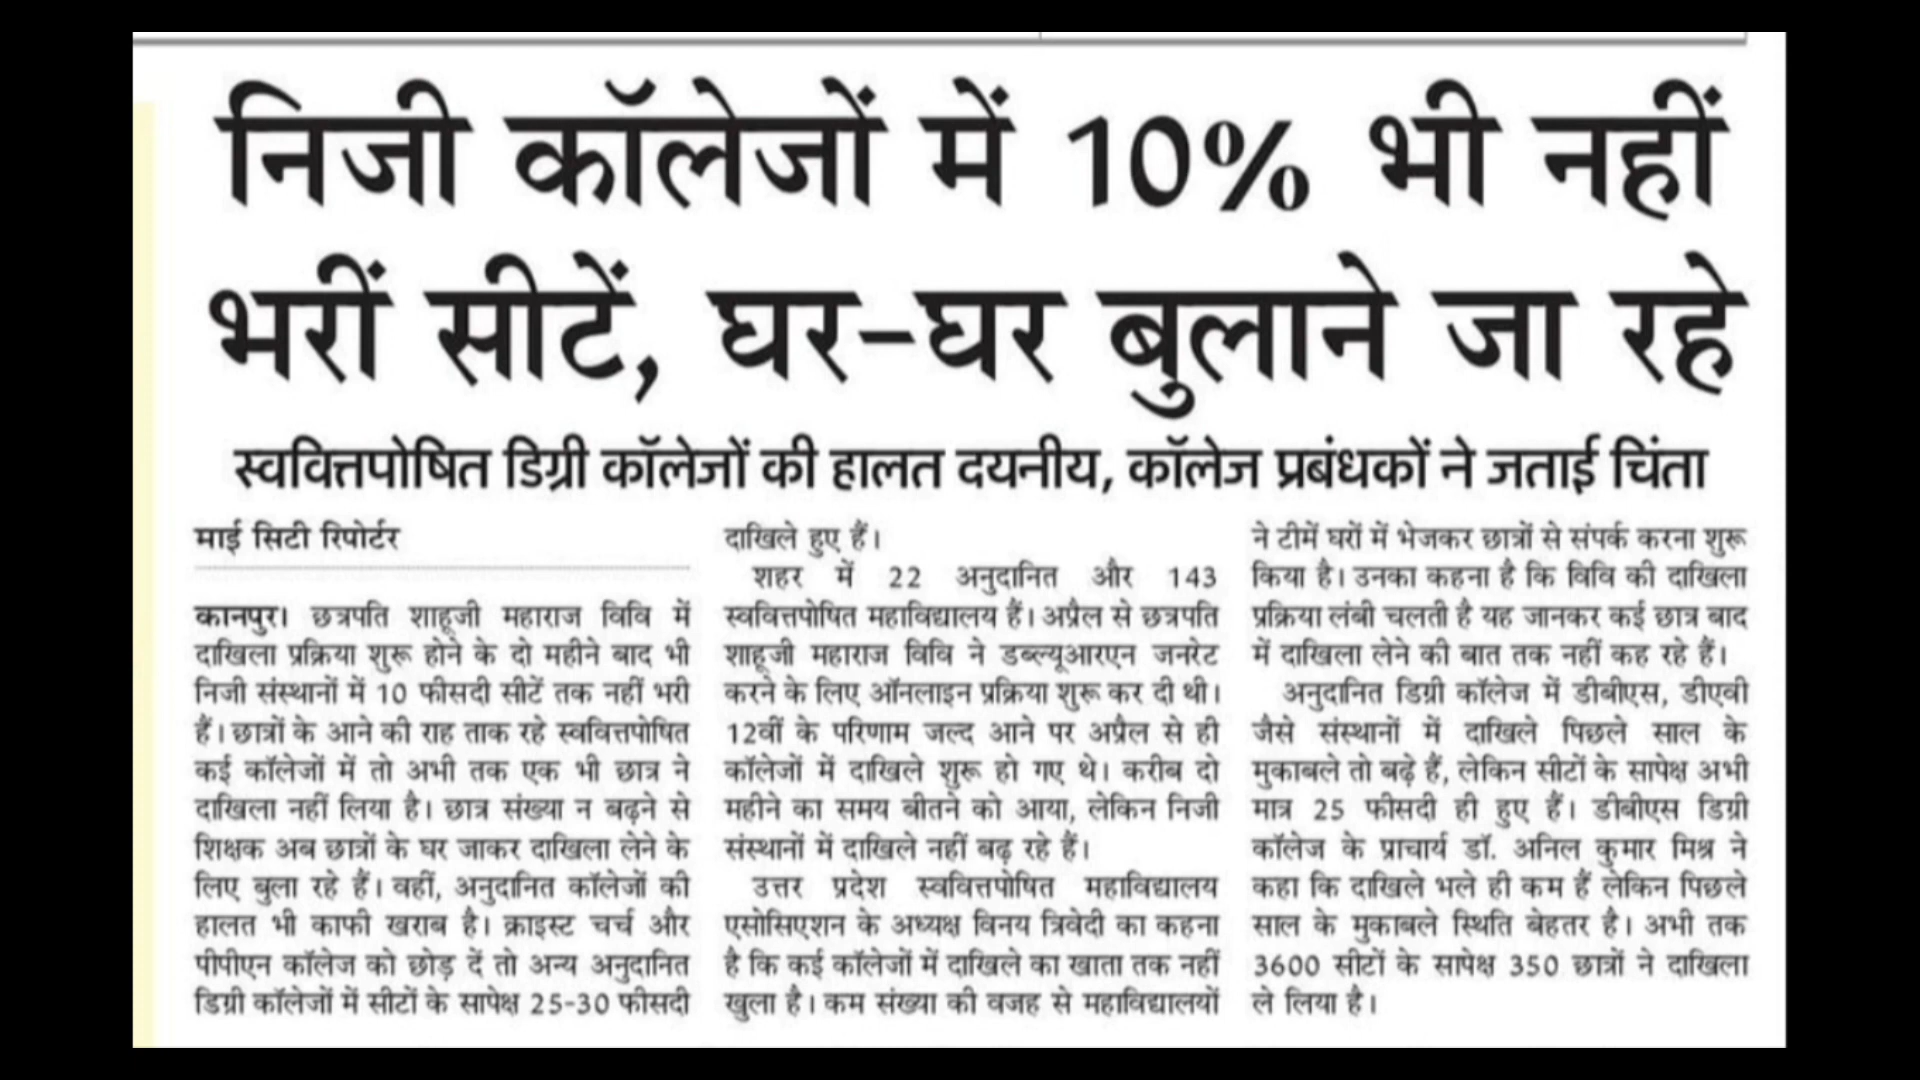 निजी कॉलेजों में 10% भी नहीं
भरीं सीटें, घर-घर बुलाने जा रहे
स्ववित्तपोषित डिग्री कॉलेजों की हालत दयनीय, कॉलेज प्रबंधकों ने जताई चिंता
माई सिटी रिपोर्टर
कानपुर। छत्रपति शाहूजी महाराज विवि में
दाखिला प्रक्रिया शुरू होने के दो महीने बाद भी
निजी संस्थानों में 10 फीसदी सीटें तक नहीं भरी
हैं। छात्रों के आने की राह ताक रहे स्ववित्तपोषित
कई कॉलेजों में तो अभी तक एक भी छात्र ने
दाखिला नहीं लिया है। छात्र संख्या न बढ़ने से
शिक्षक अब छात्रों के घर जाकर दाखिला लेने के
लिए बुला रहे हैं। वहीं, अनुदानित कॉलेजों की
हालत भी काफी खराब है। क्राइस्ट चर्च और
पीपीएन कॉलेज को छोड़ दें तो अन्य अनुदानित
डिग्री कॉलेजों में सीटों के सापेक्ष 25-30 फीसदी
दाखिले हुए हैं।
शहर में 22 अनुदानित और 143
स्ववित्तपोषित महाविद्यालय हैं। अप्रैल से छत्रपति
शाहूजी महाराज विवि ने डब्ल्यूआरएन जनरेट
करने के लिए ऑनलाइन प्रक्रिया शुरू कर दी थी।
12वीं के परिणाम जल्द आने पर अप्रैल से ही
कॉलेजों में दाखिले शुरू हो गए थे। करीब दो
महीने का समय बीतने को आया, लेकिन निजी
संस्थानों में दाखिले नहीं बढ़ रहे हैं।
उत्तर प्रदेश स्ववित्तपोषित महाविद्यालय
एसोसिएशन के अध्यक्ष विनय त्रिवेदी का कहना
है कि कई कॉलेजों में दाखिले का खाता तक नहीं
खुला है। कम संख्या की वजह से महाविद्यालयों
ने टीमें घरों में भेजकर छात्रों से संपर्क करना शुरू
किया है। उनका कहना है कि विवि की दाखिला
प्रक्रिया लंबी चलती है यह जानकर कई छात्र बाद
में दाखिला लेने की बात तक नहीं कह रहे हैं।
अनुदानित डिग्री कॉलेज में डीबीएस, डीएवी
जैसे संस्थानों में दाखिले पिछले साल के
मुकाबले तो बढ़े हैं, लेकिन सीटों के सापेक्ष अभी
मात्र 25 फीसदी ही हुए हैं। डीबीएस डिग्री
कॉलेज के प्राचार्य डॉ. अनिल कुमार मिश्र ने
कहा कि दाखिले भले ही कम हैं लेकिन पिछले
साल के मुकाबले स्थिति बेहतर है। अभी तक
3600 सीटों के सापेक्ष 350 छात्रों ने दाखिला
ले लिया है।